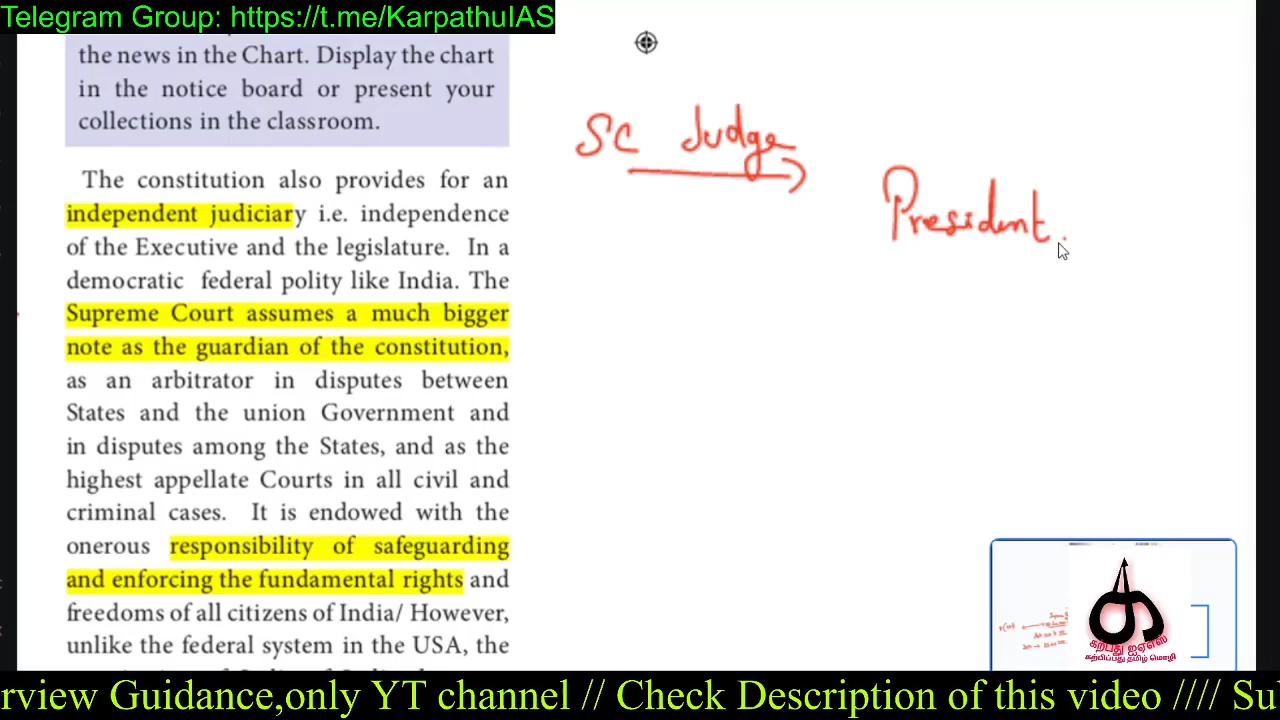 Telegram Group: https://t.me/KarpathuIAS
the news in the Chart. Display the chart
in the notice board or present your
collections in the classroom.
The constitution also provides for an
independent judiciary i.e. independence
of the Executive and the legislature. In a
democratic federal polity like India. The
Supreme Court assumes a much bigger
note as the guardian of the constitution,
as an arbitrator in disputes between
States and the union Government and
in disputes among the States, and as the
highest appellate Courts in all civil and
criminal cases. It is endowed with the
onerous responsibility of safeguarding
and enforcing the fundamental rights and
freedoms of all citizens of India/ However,
unlike the federal system in the USA, the
SC Judge
President.
க
கற்பது ஐஏஎஸ்
கற்பிப்பது தமிழ் மொழி
rview Guidance,only YT channel // Check Description of this video //// Su